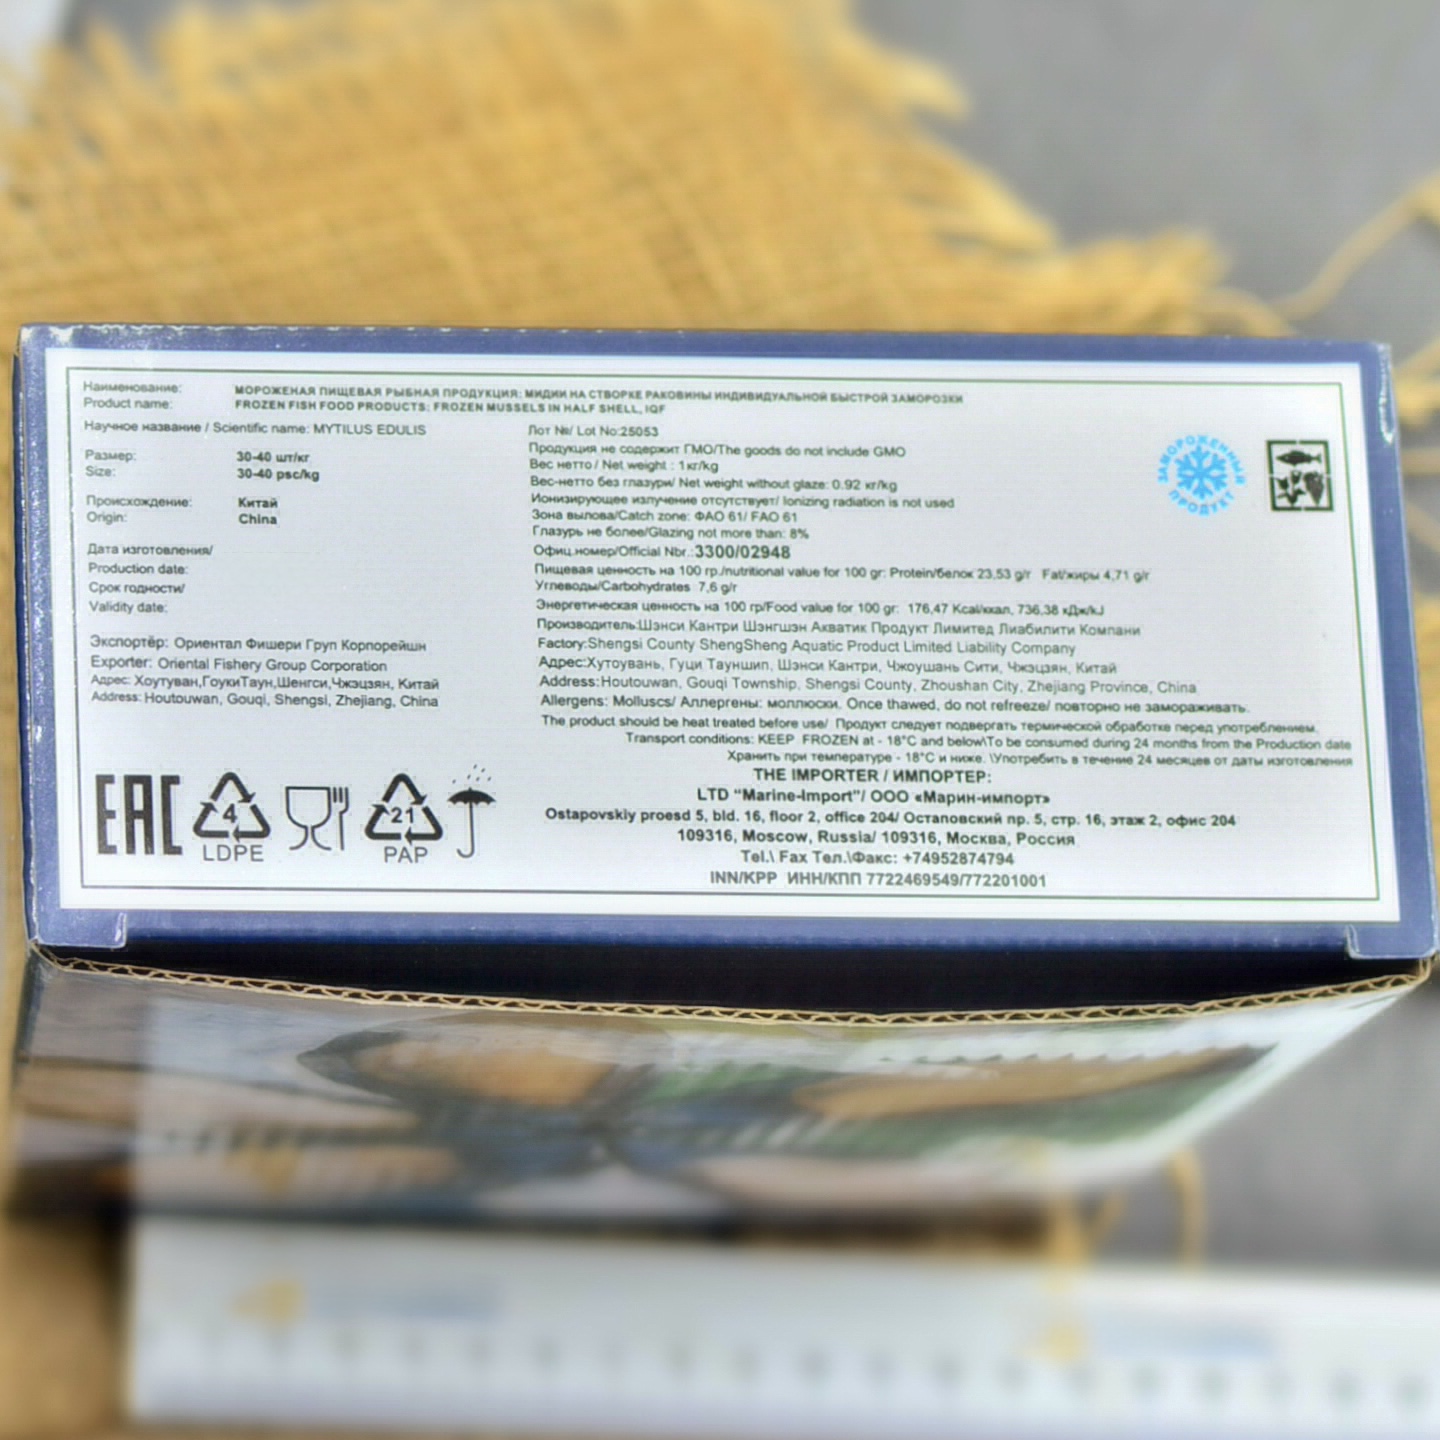 Наименование: МОРОЖЕНАЯ ПИЩЕВАЯ РЫБНАЯ ПРОДУКЦИЯ: МИДИИ НА СТВОРКЕ РАКОВИНЫ ИНДИВИДУАЛЬНОЙ БЫСТРОЙ ЗАМОРОЗКИ
Product name: FROZEN FISH FOOD PRODUCTS: FROZEN MUSSELS IN HALF SHELL, IQF
Научное название / Scientific name: MYTILUS EDULIS
Размер: 30-40 шт/кг
Size: 30-40 psc/kg
Происхождение: Китай
Origin: China
Дата изготовления/
Production date:
Срок годности/
Validity date:
Экспортёр: Ориентал Фишери Груп Корпорейшн
Exporter: Oriental Fishery Group Corporation
Адрес: Хоутуван,ГоукиТаун,Шенгси,Чжэцзян, Китай
Address: Houtouwan, Gouqi, Shengsi, Zhejiang, China
Лот №/ Lot No:25053
Продукция не содержит ГМО/The goods do not include GMO
Вес нетто / Net weight : 1кг/kg
Вес-нетто без глазури/ Net weight without glaze: 0.92 кг/kg
Ионизирующее излучение отсутствует/ Ionizing radiation is not used
Зона вылова/Catch zone: ФАО 61/ FAO 61
Глазурь не более/Glazing not more than: 8%
Офиц.номер/Official Nbr.:3300/02948
Пищевая ценность на 100 гр./nutritional value for 100 gr: Protein/белок 23,53 g/г Fat/жиры 4,71 g/г
Углеводы/Carbohydrates 7,6 g/г
Энергетическая ценность на 100 гр/Food value for 100 gr: 176,47 Kcal/ккал, 736,38 кДж/kJ
Производитель:Шэнси Кантри Шэнгшэн Акватик Продукт Лимитед Лиабилити Компани
Factory:Shengsi County ShengSheng Aquatic Product Limited Liability Company
Адрес:Хутоувань, Гуци Тауншип, Шэнси Кантри, Чжоушань Сити, Чжэцзян, Китай
Address:Houtouwan, Gouqi Township, Shengsi County, Zhoushan City, Zhejiang Province, China
Allergens: Molluscs/ Аллергены: моллюски. Once thawed, do not refreeze/ повторно не замораживать.
The product should be heat treated before use/ Продукт следует подвергать термической обработке перед употреблением.
Transport conditions: KEEP FROZEN at - 18°C and below\To be consumed during 24 months from the Production date
Хранить при температуре - 18°C и ниже. \Употребить в течение 24 месяцев от даты изготовления
THE IMPORTER / ИМПОРТЕР:
LTD "Marine-Import"/ ООО «Марин-импорт»
Ostapovskiy proesd 5, bld. 16, floor 2, office 204/ Остаповский пр. 5, стр. 16, этаж 2, офис 204
109316, Moscow, Russia/ 109316, Москва, Россия
Tel.\ Fax Тел.\Факс: +74952874794
INN/KPP ИНН/КПП 7722469549/772201001
ЗАМОРОЖЕННЫЙ ПРОДУКТ
EAC
4
LDPE
21
PAP